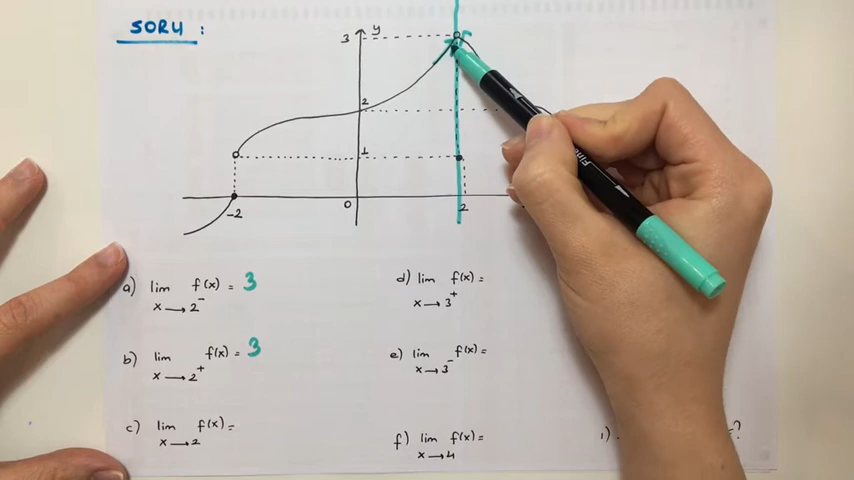 SORU :
y
3
2
1
-2
0
2
a) lim f(x) = 3
x → 2⁻
b) lim f(x) = 3
x → 2⁺
c) lim f(x) =
x → 2
d) lim f(x) =
x → 3⁺
e) lim f(x) =
x → 3⁻
f) lim f(x) =
x → 4
ı) = ?
Fine